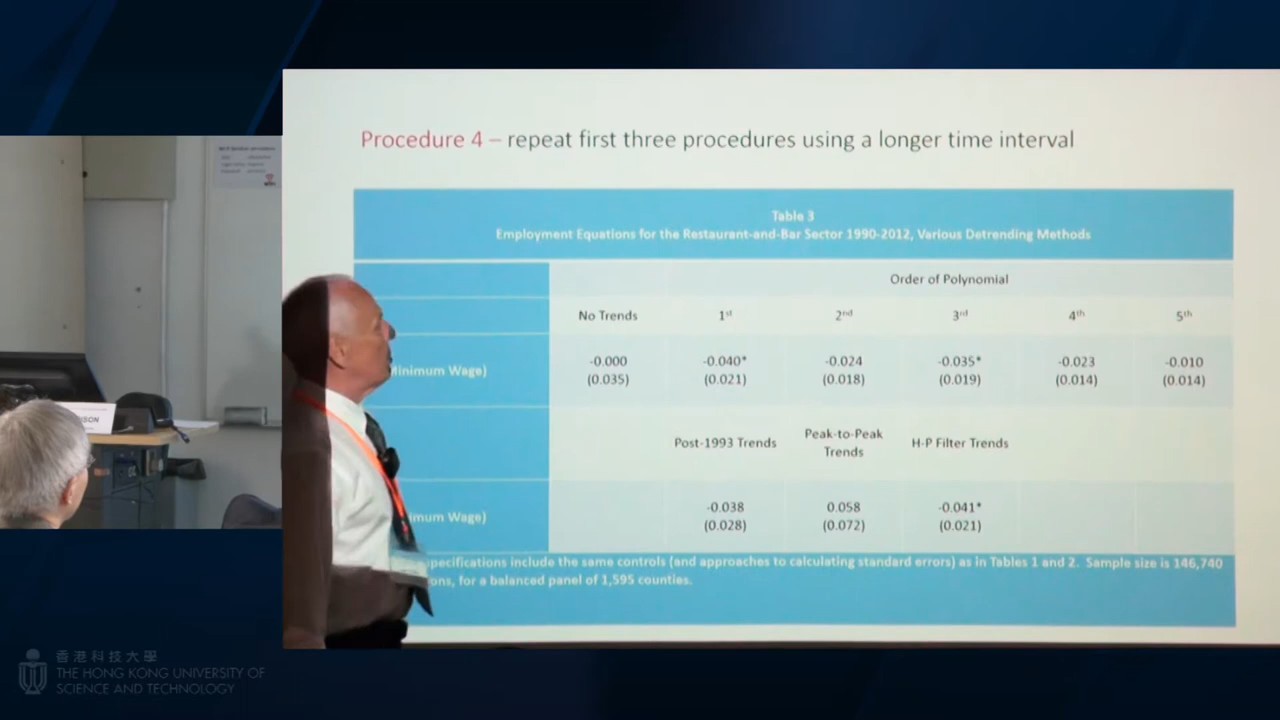 Procedure 4 – repeat first three procedures using a longer time interval
Table 3
Employment Equations for the Restaurant-and-Bar Sector 1990-2012, Various Detrending Methods
Order of Polynomial
No Trends 1st 2nd 3rd 4th 5th
Minimum Wage) -0.000 -0.040* -0.024 -0.035* -0.023 -0.010
(0.035) (0.021) (0.018) (0.019) (0.014) (0.014)
Post-1993 Trends Peak-to-Peak Trends H-P Filter Trends
mum Wage) -0.038 0.058 -0.041*
(0.028) (0.072) (0.021)
specifications include the same controls (and approaches to calculating standard errors) as in Tables 1 and 2. Sample size is 146,740
ons, for a balanced panel of 1,595 counties.
SON
香港科技大學
THE HONG KONG UNIVERSITY OF
SCIENCE AND TECHNOLOGY